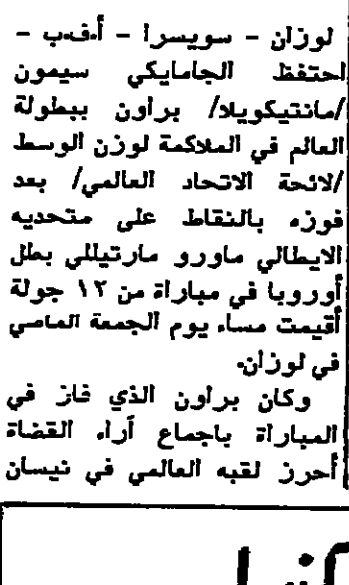 لوزان - سويسرا - أ.ف.ب -
احتفظ الجامايكي سيمون
/مانتيكويلا/ براون ببطولة
العالم في الملاكمة لوزن الوسط
/لائحة الاتحاد العالمي/ بعد
فوزه بالنقاط على متحديه
الايطالي ماورو مارتيللي بطل
أوروبا في مباراة من ١٢ جولة
أقيمت مساء يوم الجمعة الماضي
في لوزان.
وكان براون الذي فاز في
المباراة باجماع آراء القضاة
أحرز لقبه العالمي في نيسان